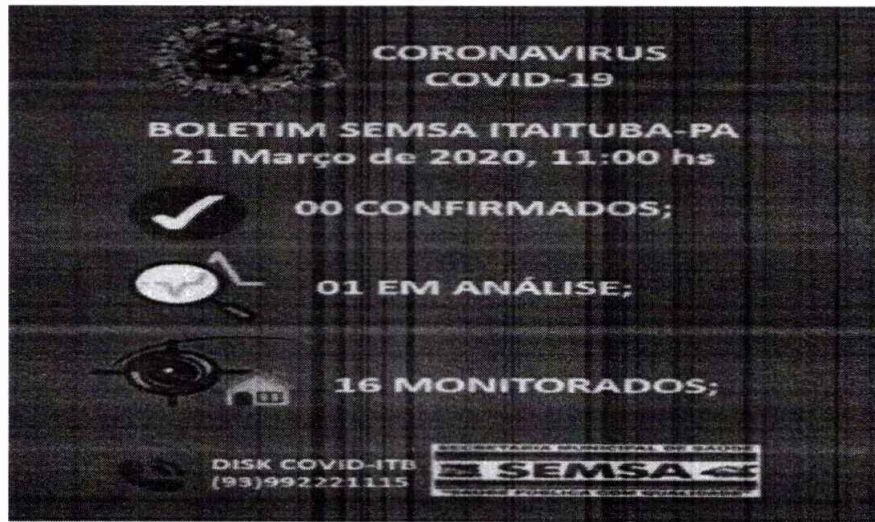 CORONAVIRUS
COVID-19
BOLETIM SEMSA ITAITUBA-PA
21 Março de 2020, 11:00 hs
00 CONFIRMADOS;
01 EM ANÁLISE;
16 MONITORADOS;
DISK COVID-ITB
(93)992221115
SECRETARIA MUNICIPAL DE SAÚDE
SEMSA